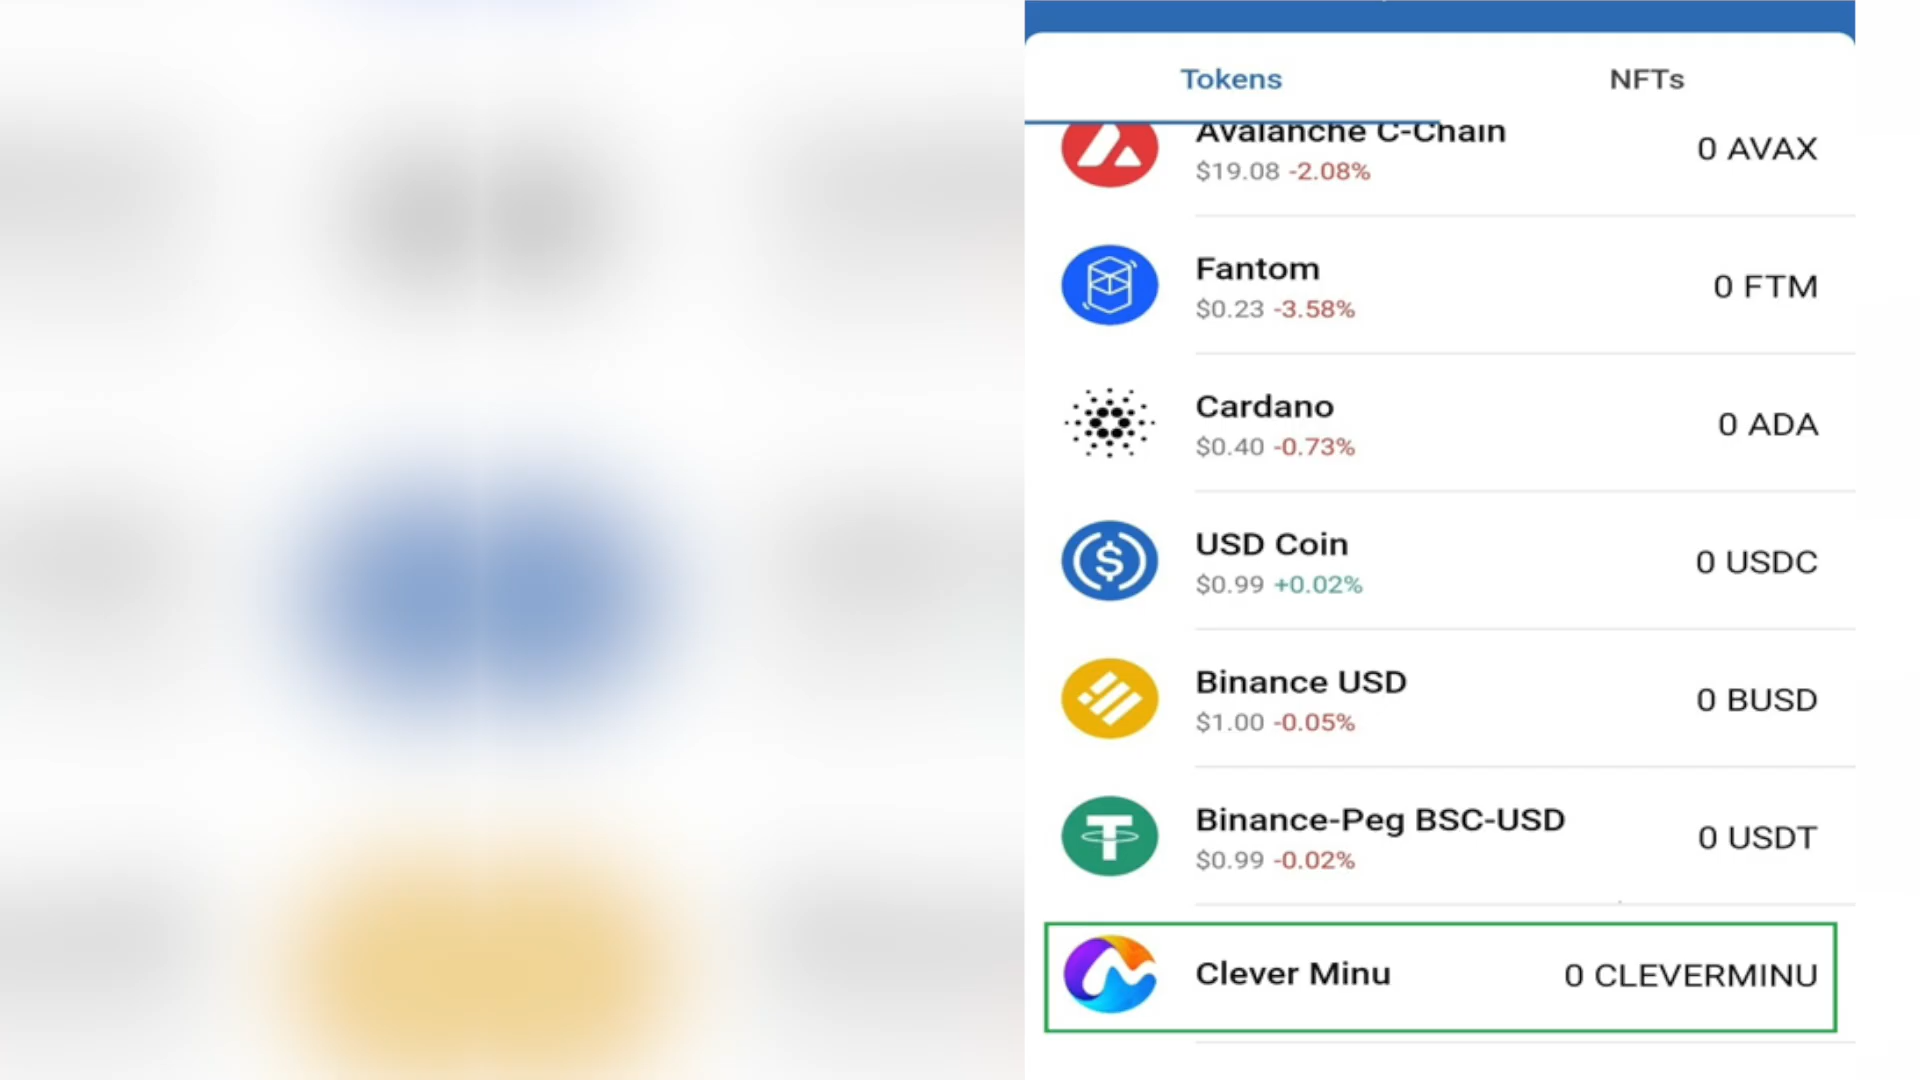 Tokens NFTs
Avalanche C-Chain
0 AVAX
$19.08 -2.08%
Fantom
0 FTM
$0.23 -3.58%
Cardano
0 ADA
$0.40 -0.73%
USD Coin
0 USDC
$0.99 +0.02%
Binance USD
0 BUSD
$1.00 -0.05%
Binance-Peg BSC-USD
0 USDT
$0.99 -0.02%
Clever Minu 0 CLEVERMINU